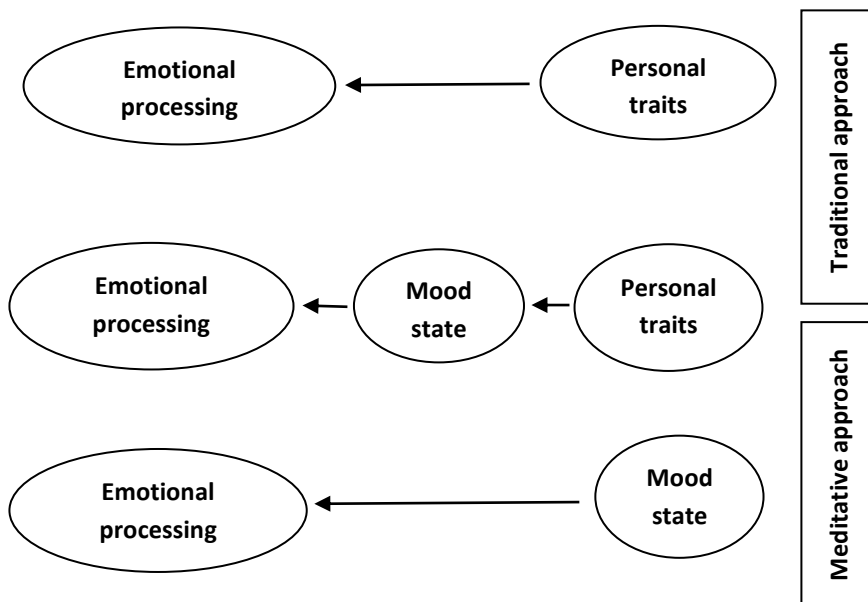 Emotional
processing
Personal
traits
Traditional approach
Emotional
processing
Mood
state
Personal
traits
Emotional
processing
Mood
state
Meditative approach